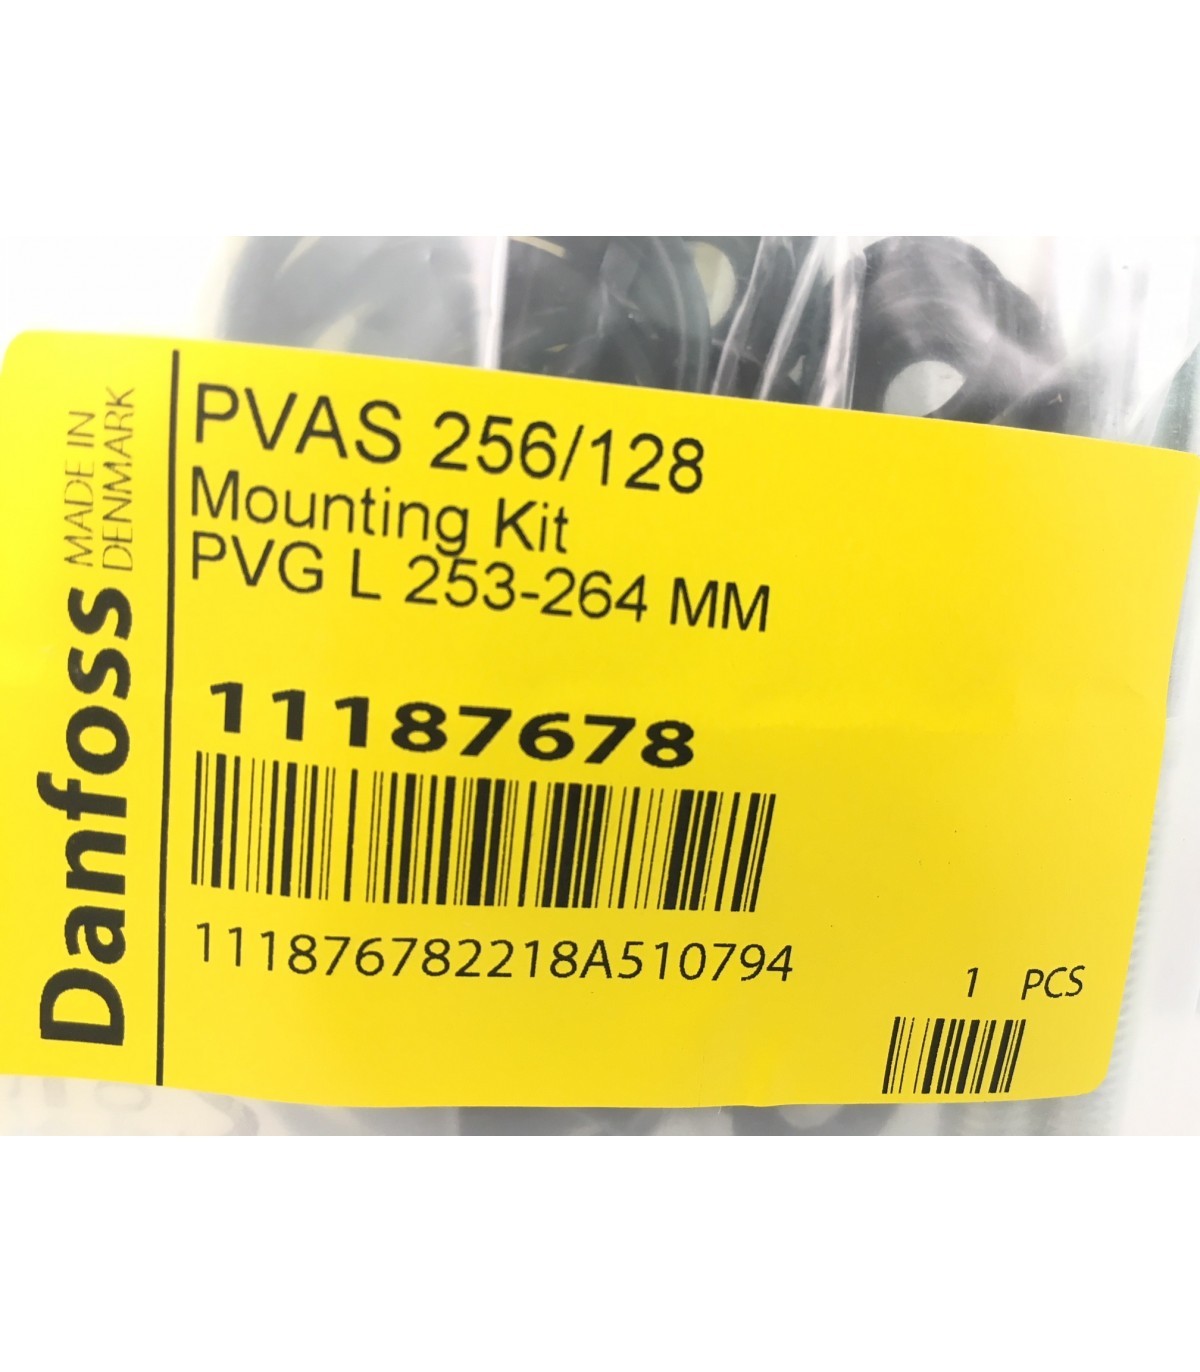 PVAS 256/128
Mounting Kit
PVG L 253-264 MM
11187678
111876782218A510794
1 PCS
Danfoss
MADE IN
DENMARK